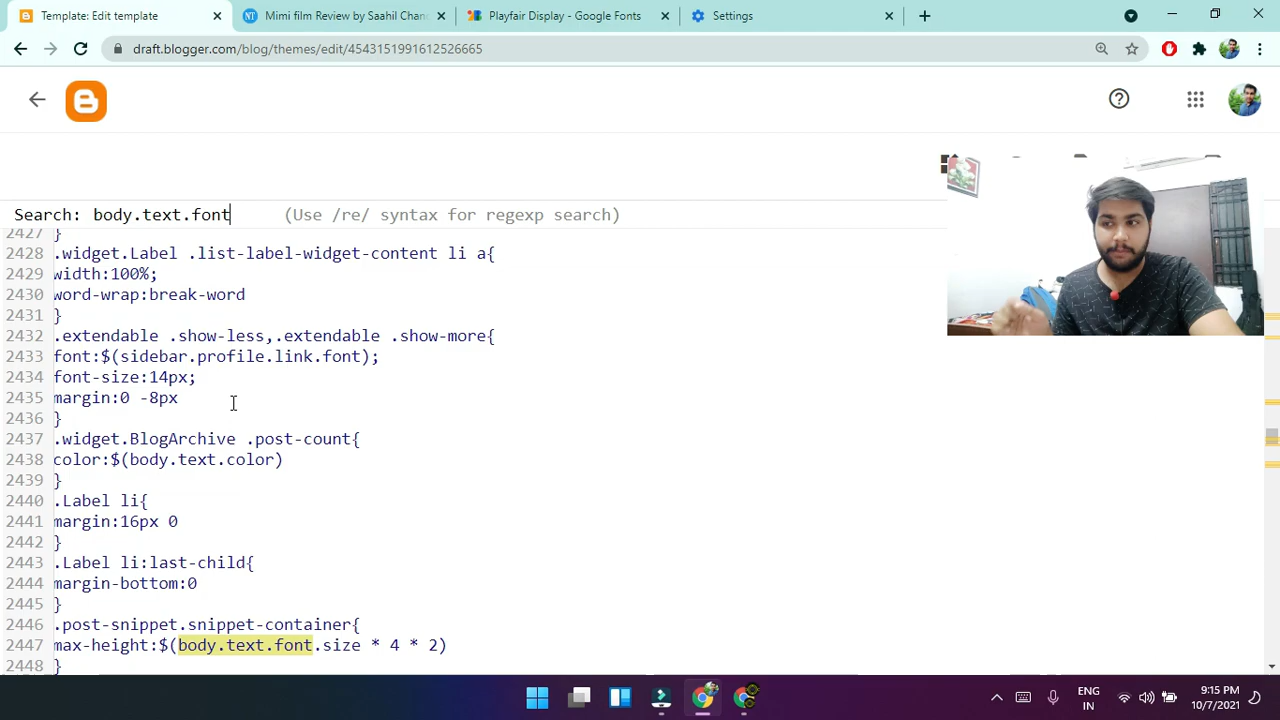 Template: Edit template
Mimi film Review by Saahil Chan
Playfair Display - Google Fonts
Settings
draft.blogger.com/blog/themes/edit/4543151991612526665
Search: body.text.font (Use /re/ syntax for regexp search)
2427 }
2428 .widget.Label .list-label-widget-content li a{
2429 width:100%;
2430 word-wrap:break-word
2431 }
2432 .extendable .show-less,.extendable .show-more{
2433 font:$(sidebar.profile.link.font);
2434 font-size:14px;
2435 margin:0 -8px
2436 }
2437 .widget.BlogArchive .post-count{
2438 color:$(body.text.color)
2439 }
2440 .Label li{
2441 margin:16px 0
2442 }
2443 .Label li:last-child{
2444 margin-bottom:0
2445 }
2446 .post-snippet.snippet-container{
2447 max-height:$(body.text.font.size * 4 * 2)
2448 }
ENG
IN
9:15 PM
10/7/2021